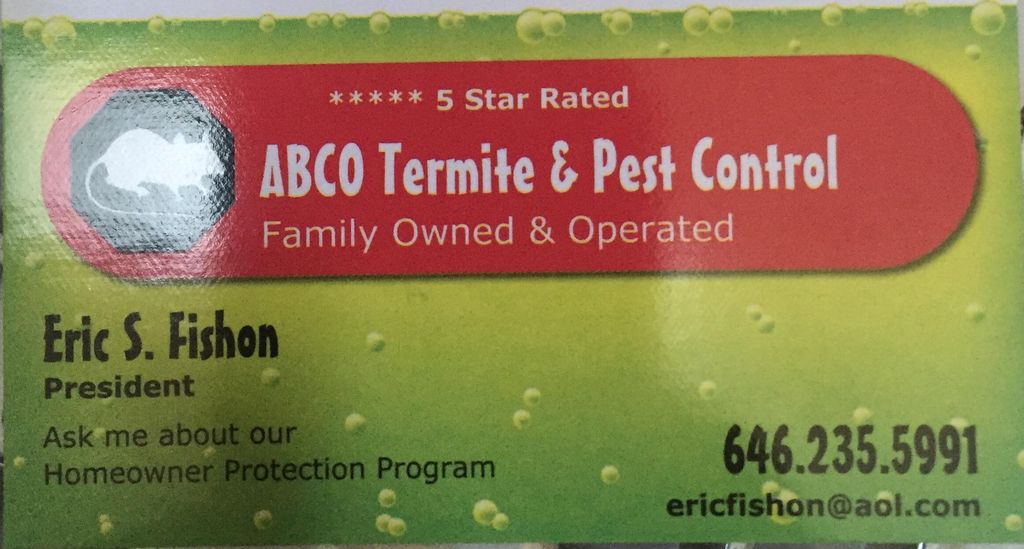 ***** 5 Star Rated
ABCO Termite & Pest Control
Family Owned & Operated
Eric S. Fishon
President
Ask me about our
Homeowner Protection Program
646.235.5991
ericfishon@aol.com